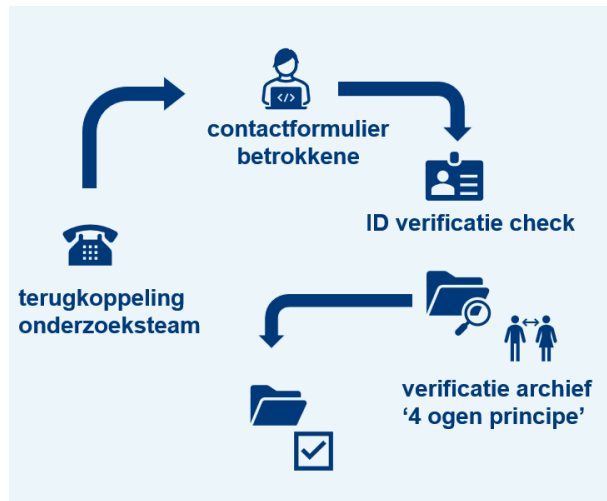 contactformulier
betrokkene
ID verificatie check
terugkoppeling
onderzoeksteam
verificatie archief
‘4 ogen principe’